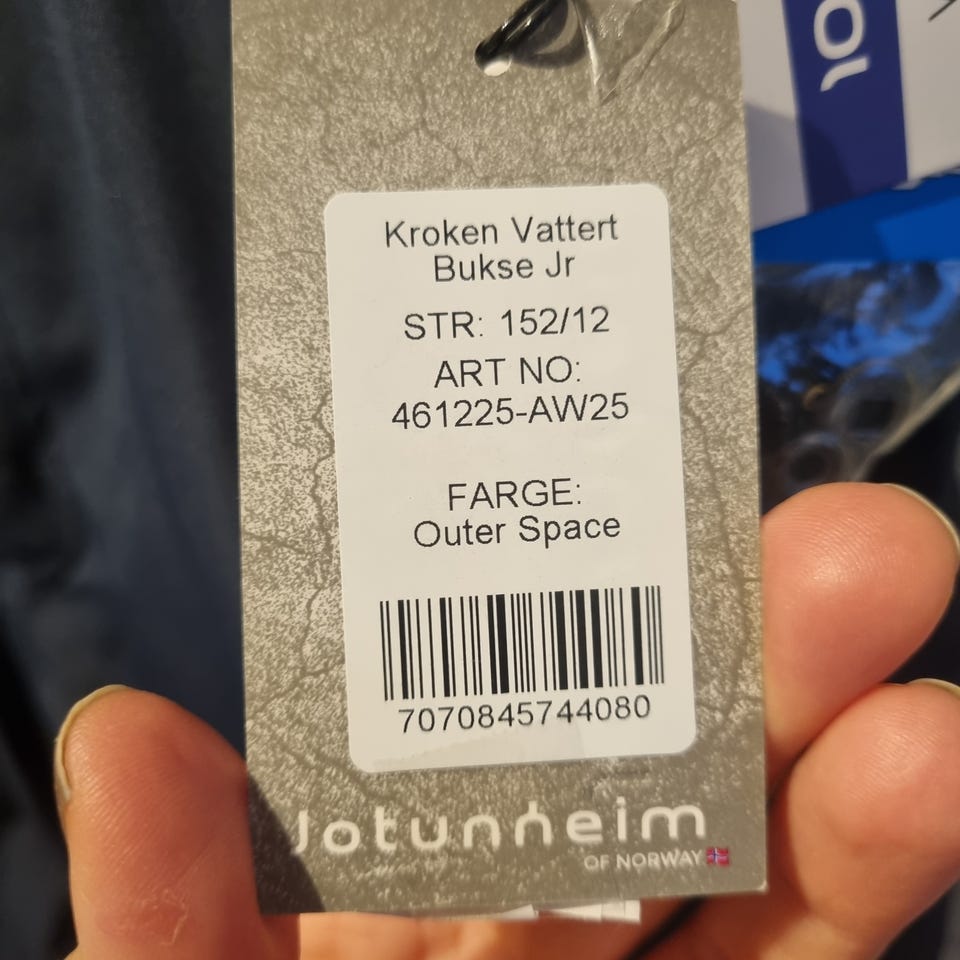 Kroken Vattert
Bukse Jr
STR: 152/12
ART NO:
461225-AW25
FARGE:
Outer Space
7070845744080
Jotunheim
OF NORWAY